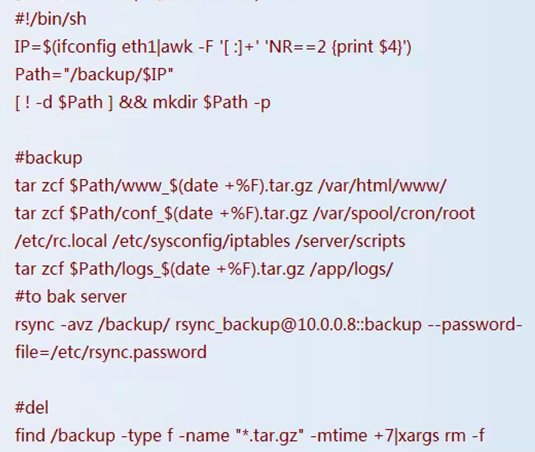 #!/bin/sh
IP=$(ifconfig eth1|awk -F '[ :]+' 'NR==2 {print $4}')
Path="/backup/$IP"
[ ! -d $Path ] && mkdir $Path -p
#backup
tar zcf $Path/www_$(date +%F).tar.gz /var/html/www/
tar zcf $Path/conf_$(date +%F).tar.gz /var/spool/cron/root
/etc/rc.local /etc/sysconfig/iptables /server/scripts
tar zcf $Path/logs_$(date +%F).tar.gz /app/logs/
#to bak server
rsync -avz /backup/ rsync_backup@10.0.0.8::backup --password-
file=/etc/rsync.password
#del
find /backup -type f -name "*.tar.gz" -mtime +7|xargs rm -f